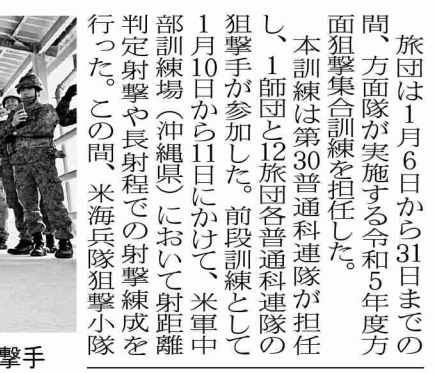 旅団は1月6日から31日までの
間、方面隊が実施する令和5年度方
面狙撃集合訓練を担任した。
本訓練は第30普通科連隊が担任
し、1師団と12旅団各普通科連隊の
狙撃手が参加した。前段訓練として
1月10日から11日にかけて、米軍中
部訓練場（沖縄県）において射距離
判定射撃や長射程での射撃練成を
行った。この間、米海兵隊狙撃小隊
撃手